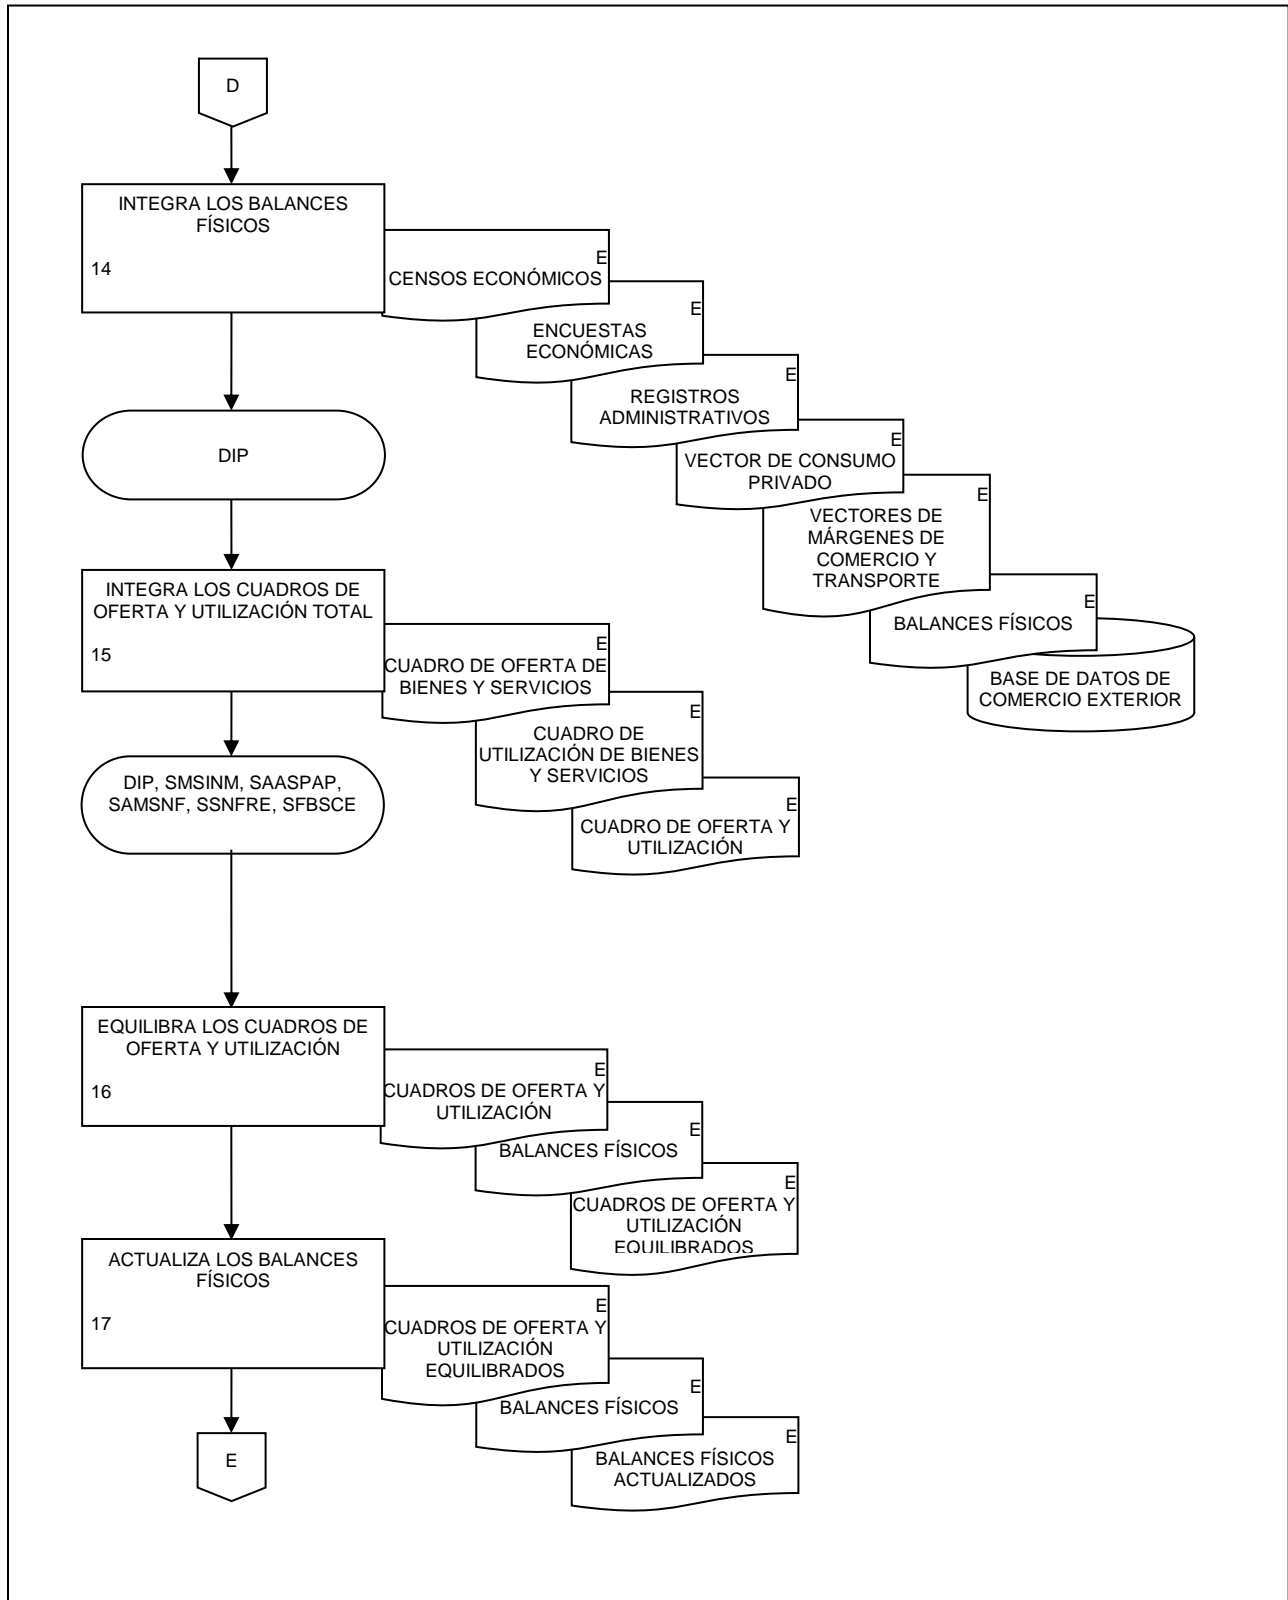 D
INTEGRA LOS BALANCES
FÍSICOS
14
E
CENSOS ECONÓMICOS
E
ENCUESTAS
ECONÓMICAS
E
REGISTROS
ADMINISTRATIVOS
E
VECTOR DE CONSUMO
PRIVADO
E
VECTORES DE
MÁRGENES DE
COMERCIO Y
TRANSPORTE
E
BALANCES FÍSICOS
BASE DE DATOS DE
COMERCIO EXTERIOR
DIP
INTEGRA LOS CUADROS DE
OFERTA Y UTILIZACIÓN TOTAL
15
E
CUADRO DE OFERTA DE
BIENES Y SERVICIOS
E
CUADRO DE
UTILIZACIÓN DE BIENES
Y SERVICIOS
E
CUADRO DE OFERTA Y
UTILIZACIÓN
DIP, SMSINM, SAASPAP,
SAMSNF, SSNFRE, SFBSCE
EQUILIBRA LOS CUADROS DE
OFERTA Y UTILIZACIÓN
16
E
CUADROS DE OFERTA Y
UTILIZACIÓN
E
BALANCES FÍSICOS
E
CUADROS DE OFERTA Y
UTILIZACIÓN
EQUILIBRADOS
ACTUALIZA LOS BALANCES
FÍSICOS
17
E
CUADROS DE OFERTA Y
UTILIZACIÓN
EQUILIBRADOS
E
BALANCES FÍSICOS
E
BALANCES FÍSICOS
ACTUALIZADOS
E